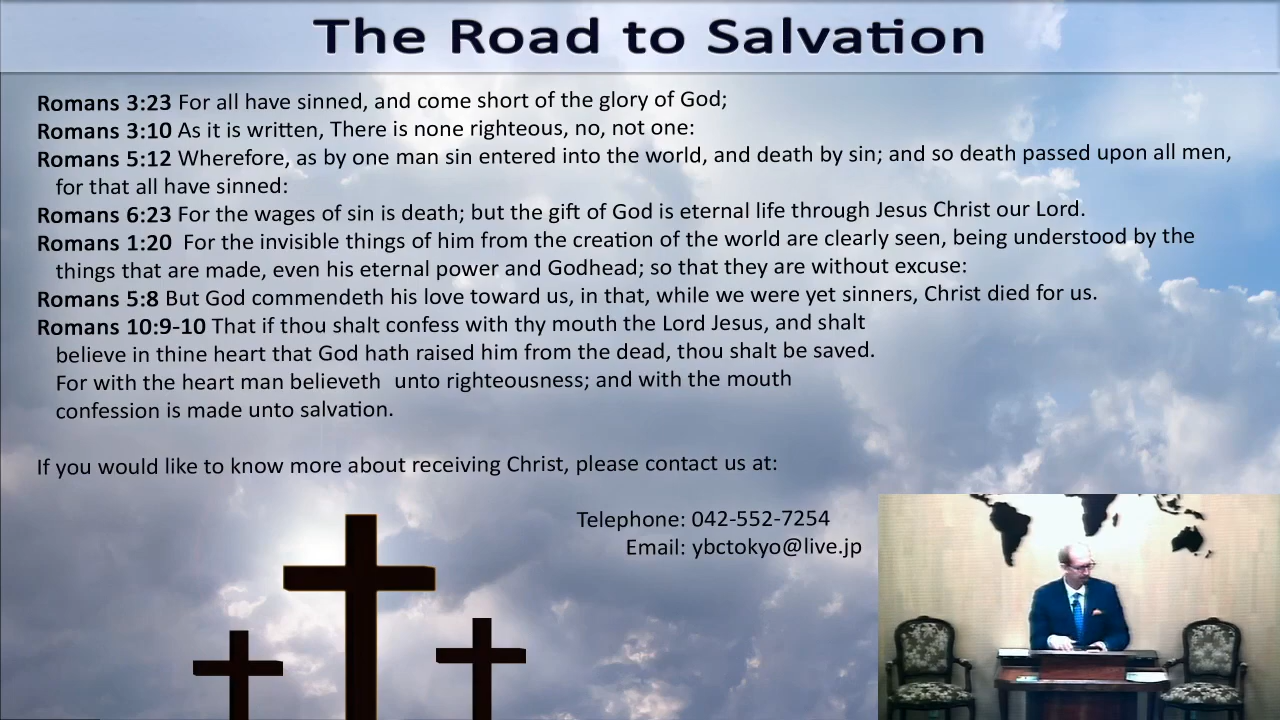 The Road to Salvation
Romans 3:23 For all have sinned, and come short of the glory of God;
Romans 3:10 As it is written, There is none righteous, no, not one:
Romans 5:12 Wherefore, as by one man sin entered into the world, and death by sin; and so death passed upon all men,
for that all have sinned:
Romans 6:23 For the wages of sin is death; but the gift of God is eternal life through Jesus Christ our Lord.
Romans 1:20 For the invisible things of him from the creation of the world are clearly seen, being understood by the
things that are made, even his eternal power and Godhead; so that they are without excuse:
Romans 5:8 But God commendeth his love toward us, in that, while we were yet sinners, Christ died for us.
Romans 10:9-10 That if thou shalt confess with thy mouth the Lord Jesus, and shalt
believe in thine heart that God hath raised him from the dead, thou shalt be saved.
For with the heart man believeth unto righteousness; and with the mouth
confession is made unto salvation.
If you would like to know more about receiving Christ, please contact us at:
Telephone: 042-552-7254
Email: ybctokyo@live.jp